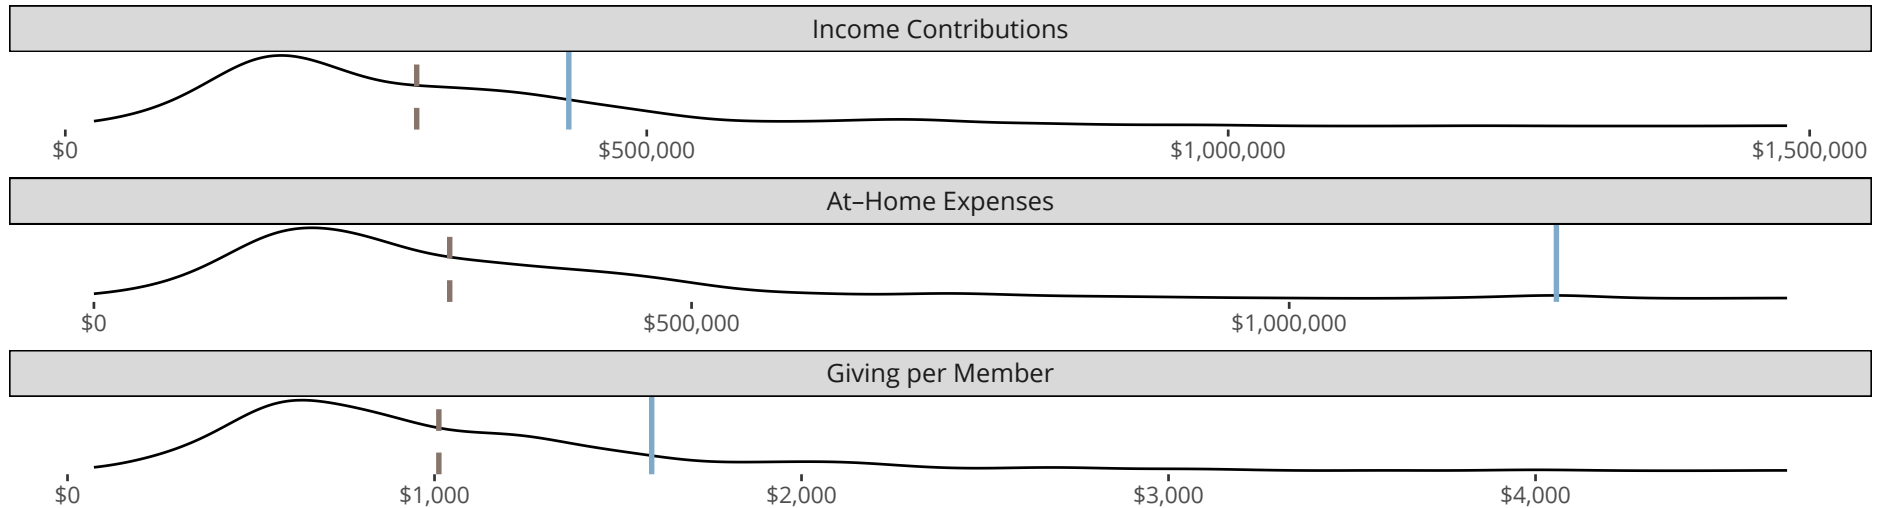 Income Contributions
$0 $500,000 $1,000,000 $1,500,000
At–Home Expenses
$0 $500,000 $1,000,000
Giving per Member
$0 $1,000 $2,000 $3,000 $4,000